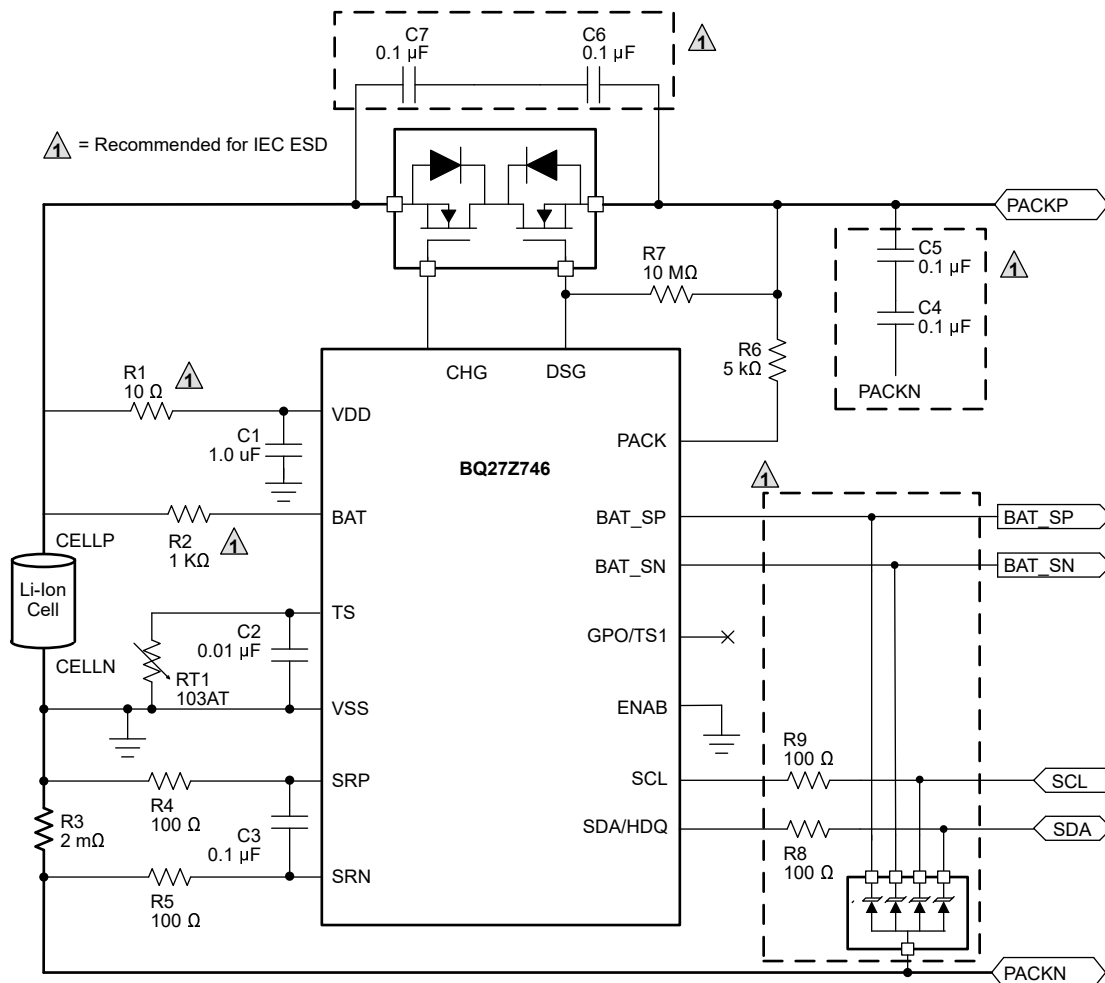 C7
0.1 µF
C6
0.1 µF
1
1 = Recommended for IEC ESD
PACKP
R7
10 MΩ
C5
0.1 µF
1
C4
0.1 µF
PACKN
R6
5 kΩ
CHG
DSG
R1
10 Ω
1
VDD
C1
1.0 uF
PACK
BQ27Z746
1
BAT
R2
1 KΩ
1
BAT_SP
BAT_SP
CELLP
BAT_SN
BAT_SN
Li-Ion
Cell
TS
C2
0.01 µF
GPO/TS1
CELLN
RT1
103AT
VSS
ENAB
R9
100 Ω
SRP
SCL
SCL
R4
100 Ω
R3
2 mΩ
C3
0.1 µF
SDA/HDQ
SDA
R8
100 Ω
SRN
R5
100 Ω
PACKN